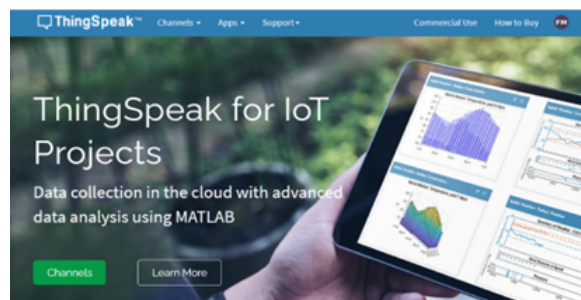 ThingSpeak™ Channels Apps Support Commercial Use How to Buy FM
ThingSpeak for IoT
Projects
Data collection in the cloud with advanced
data analysis using MATLAB
Channels Learn More